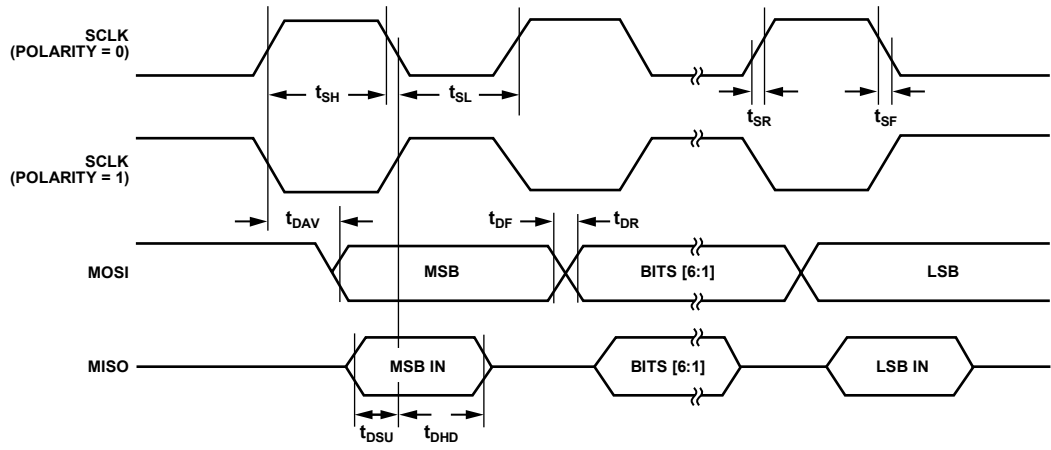 SCLK
(POLARITY = 0)
tSH
tSL
tSR
tSF
SCLK
(POLARITY = 1)
tDAV
tDF
tDR
MOSI
MSB
BITS [6:1]
LSB
MISO
MSB IN
BITS [6:1]
LSB IN
tDSU
tDHD